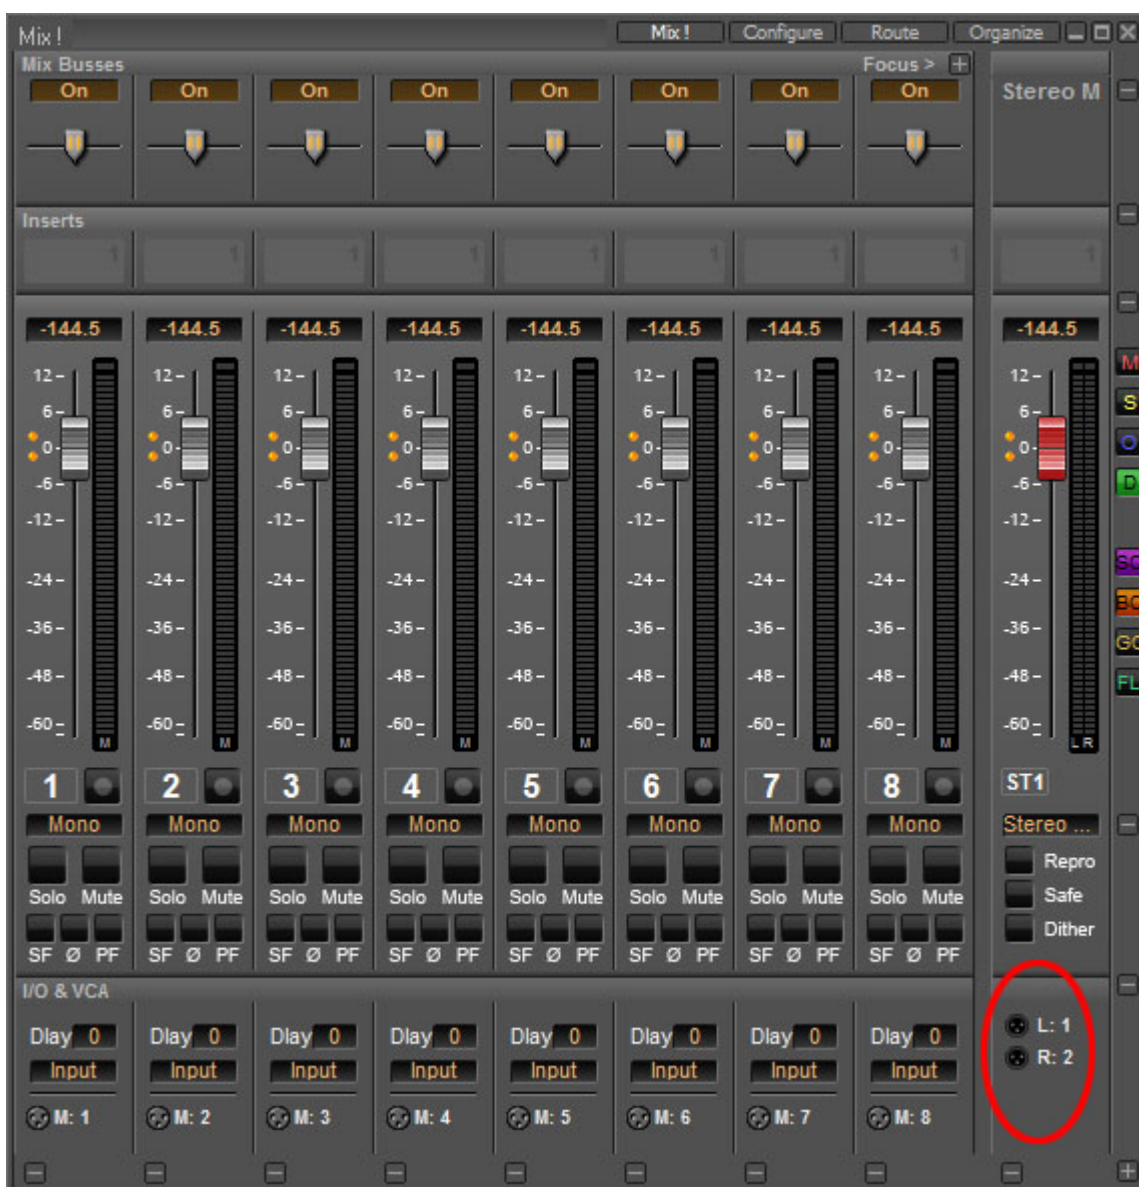 Mix! Mix! Configure Route Organize
Mix Busses Focus >
On On On On On On On On Stereo M
Inserts
1 1 1 1 1 1 1 1 1
-144.5 -144.5 -144.5 -144.5 -144.5 -144.5 -144.5 -144.5 -144.5
12 12 12 12 12 12 12 12 12 M
6 6 6 6 6 6 6 6 6 S
0 0 0 0 0 0 0 0 0 O
-6 -6 -6 -6 -6 -6 -6 -6 -6 D
-12 -12 -12 -12 -12 -12 -12 -12 -12
SC
-24 -24 -24 -24 -24 -24 -24 -24 -24
BC
-36 -36 -36 -36 -36 -36 -36 -36 -36 GC
-48 -48 -48 -48 -48 -48 -48 -48 -48 FL
-60 -60 -60 -60 -60 -60 -60 -60 -60
M M M M M M M M L R
1 2 3 4 5 6 7 8 ST1
Mono Mono Mono Mono Mono Mono Mono Mono Stereo ...
Repro
Solo Mute Solo Mute Solo Mute Solo Mute Solo Mute Solo Mute Solo Mute Solo Mute Safe
Dither
SF Ø PF SF Ø PF SF Ø PF SF Ø PF SF Ø PF SF Ø PF SF Ø PF SF Ø PF
I/O & VCA
Dlay 0 Dlay 0 Dlay 0 Dlay 0 Dlay 0 Dlay 0 Dlay 0 Dlay 0 L: 1
Input Input Input Input Input Input Input Input R: 2
M: 1 M: 2 M: 3 M: 4 M: 5 M: 6 M: 7 M: 8